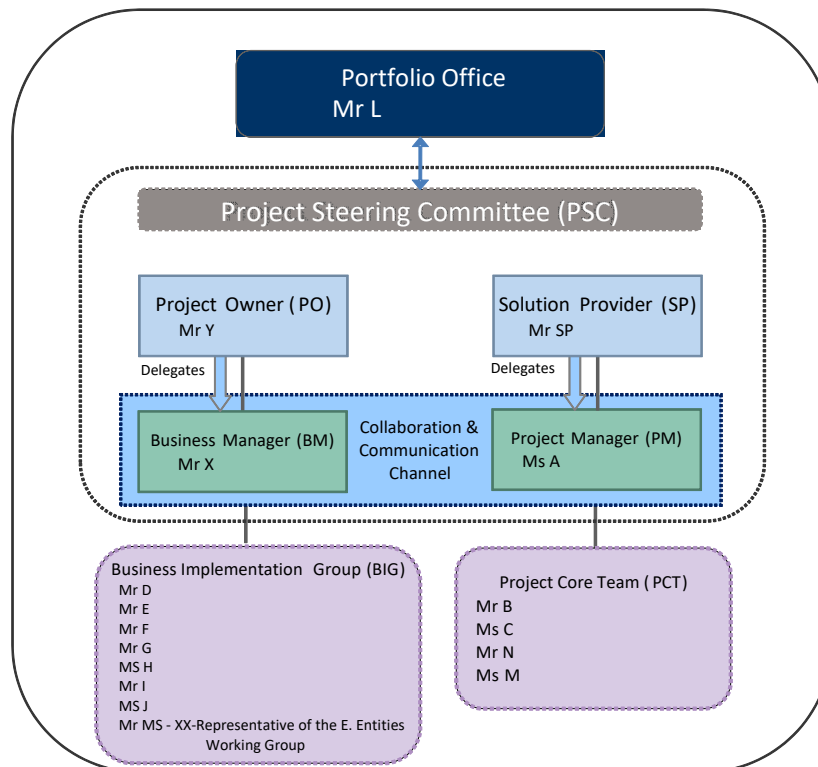 Portfolio Office
Mr L
Project Steering Committee (PSC)
Project Owner (PO)
Mr Y
Solution Provider (SP)
Mr SP
Delegates
Delegates
Business Manager (BM)
Mr X
Collaboration &
Communication
Channel
Project Manager (PM)
Ms A
Business Implementation Group (BIG)
Mr D
Mr E
Mr F
Mr G
MS H
Mr I
MS J
Mr MS - XX-Representative of the E. Entities
Working Group
Project Core Team (PCT)
Mr B
Ms C
Mr N
Ms M